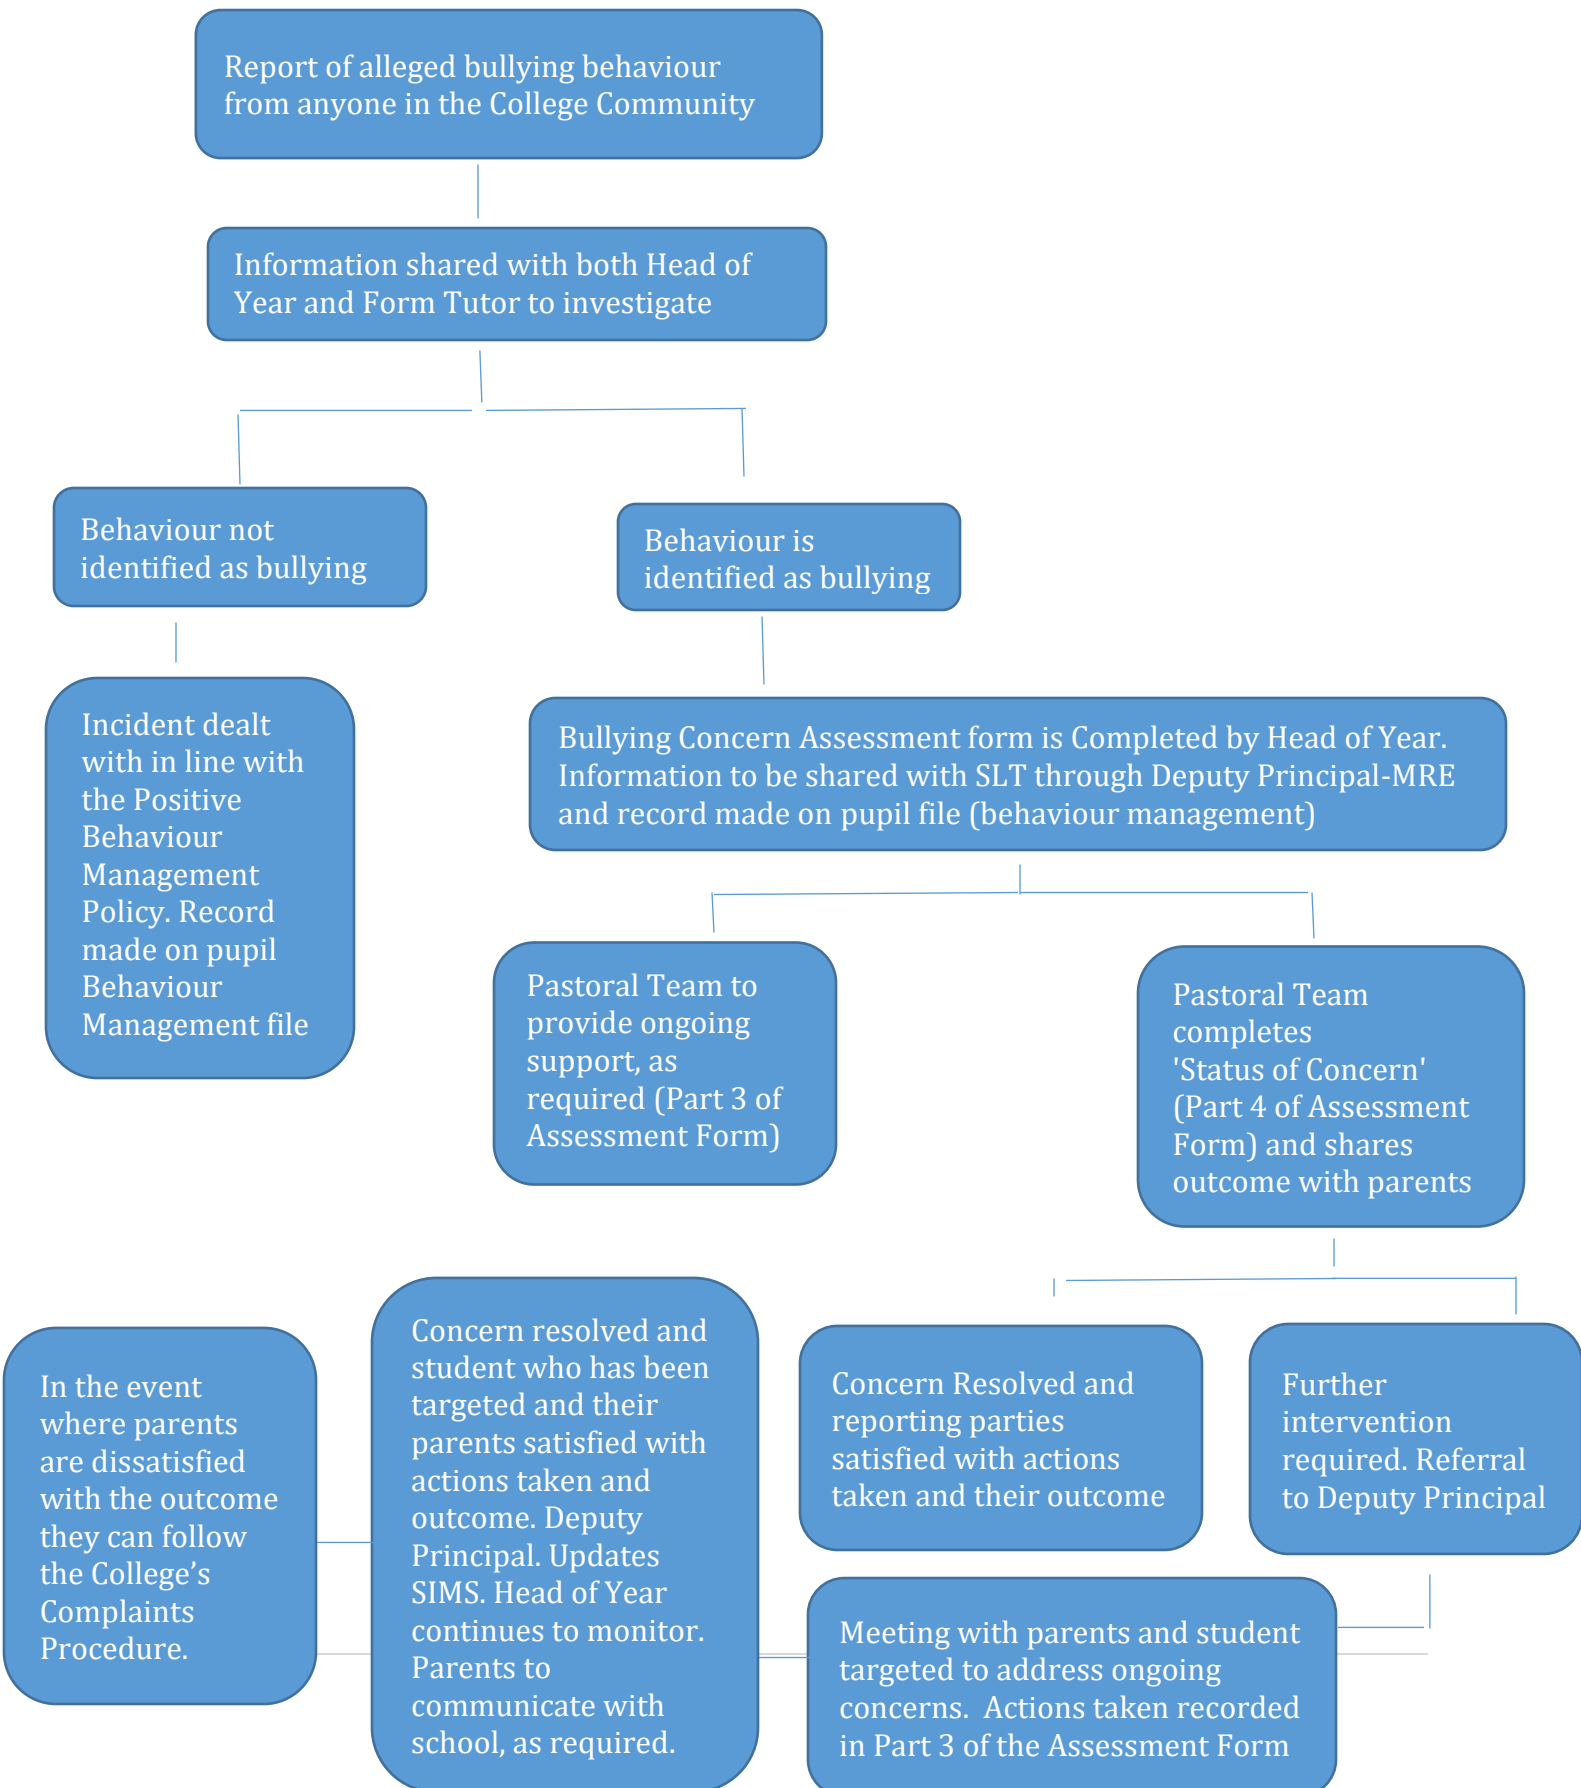 Report of alleged bullying behaviour
from anyone in the College Community
Information shared with both Head of
Year and Form Tutor to investigate
Behaviour not
identified as bullying
Behaviour is
identified as bullying
Incident dealt
with in line with
the Positive
Behaviour
Management
Policy. Record
made on pupil
Behaviour
Management file
Bullying Concern Assessment form is Completed by Head of Year.
Information to be shared with SLT through Deputy Principal-MRE
and record made on pupil file (behaviour management)
Pastoral Team to
provide ongoing
support, as
required (Part 3 of
Assessment Form)
Pastoral Team
completes
'Status of Concern'
(Part 4 of Assessment
Form) and shares
outcome with parents
In the event
where parents
are dissatisfied
with the outcome
they can follow
the College’s
Complaints
Procedure.
Concern resolved and
student who has been
targeted and their
parents satisfied with
actions taken and
outcome. Deputy
Principal. Updates
SIMS. Head of Year
continues to monitor.
Parents to
communicate with
school, as required.
Concern Resolved and
reporting parties
satisfied with actions
taken and their outcome
Further
intervention
required. Referral
to Deputy Principal
Meeting with parents and student
targeted to address ongoing
concerns.  Actions taken recorded
in Part 3 of the Assessment Form